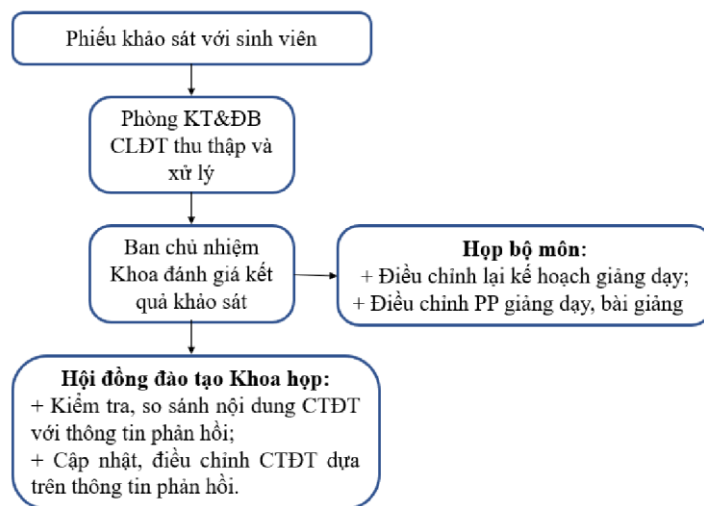 Phiếu khảo sát với sinh viên
Phòng KT&ĐB
CLĐT thu thập và
xử lý
Ban chủ nhiệm
Khoa đánh giá kết
quả khảo sát
Họp bộ môn:
+ Điều chỉnh lại kế hoạch giảng dạy;
+ Điều chỉnh PP giảng dạy, bài giảng
Hội đồng đào tạo Khoa họp:
+ Kiểm tra, so sánh nội dung CTĐT
với thông tin phản hồi;
+ Cập nhật, điều chỉnh CTĐT dựa
trên thông tin phản hồi.